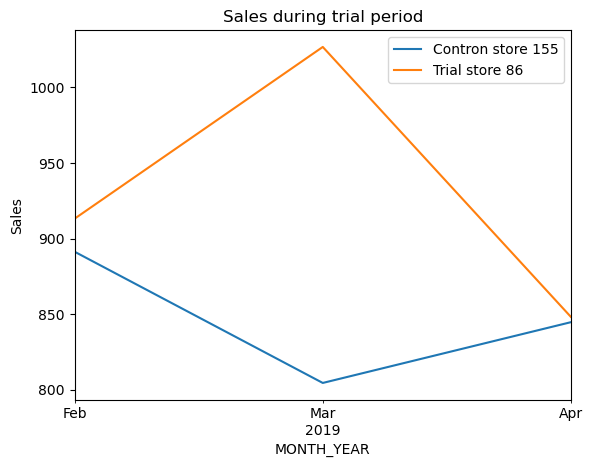 Sales during trial period
Contron store 155
Trial store 86
Sales
1000
950
900
850
800
Feb
Mar
Apr
2019
MONTH_YEAR